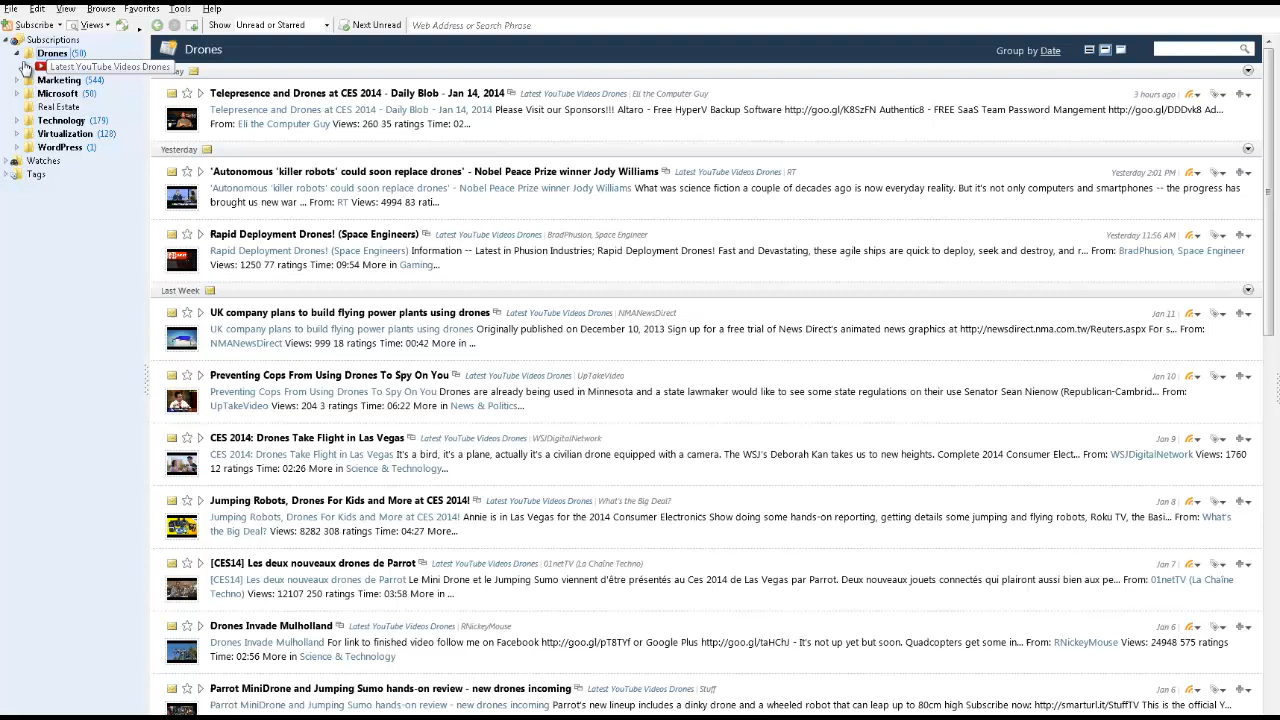 File Edit View Browse Favorites Tools Help
Subscribe Views Show Unread or Starred Next Unread Web Address or Search Phrase
Subscriptions
Drones (50)
Latest YouTube Videos Drones
Marketing (544)
Microsoft (50)
Real Estate
Technology (179)
Virtualization (128)
WordPress (1)
Watches
Tags
Drones Group by Date
Telepresence and Drones at CES 2014 - Daily Blob - Jan 14, 2014 Latest YouTube Videos Drones | Eli the Computer Guy 3 hours ago
Telepresence and Drones at CES 2014 - Daily Blob - Jan 14, 2014 Please Visit our Sponsors!!! Altaro - Free HyperV Backup Software http://goo.gl/K8SzFN Authentic8 - FREE SaaS Team Password Mangement http://goo.gl/DDDvk8 Ad...
From: Eli the Computer Guy Views: 260 35 ratings Time: 02...
Yesterday
'Autonomous 'killer robots' could soon replace drones' - Nobel Peace Prize winner Jody Williams Latest YouTube Videos Drones | RT Yesterday 2:01 PM
'Autonomous 'killer robots' could soon replace drones' - Nobel Peace Prize winner Jody Williams What was science fiction a couple of decades ago is now everyday reality. But it's not only computers and smartphones -- the progress has
brought us new war ... From: RT Views: 4994 83 rati...
Rapid Deployment Drones! (Space Engineers) Latest YouTube Videos Drones | BradPhusion, Space Engineer Yesterday 11:56 AM
Rapid Deployment Drones! (Space Engineers) Information -- Latest in Phusion Industries; Rapid Deployment Drones! Fast and Devastating, these agile ships are quick to deploy, seek and destroy, and r... From: BradPhusion, Space Engineer
Views: 1250 77 ratings Time: 09:54 More in Gaming...
Last Week
UK company plans to build flying power plants using drones Latest YouTube Videos Drones | NMANewsDirect Jan 11
UK company plans to build flying power plants using drones Originally published on December 10, 2013 Sign up for a free trial of News Direct's animated news graphics at http://newsdirect.nma.com.tw/Reuters.aspx For s... From:
NMANewsDirect Views: 999 18 ratings Time: 00:42 More in ...
Preventing Cops From Using Drones To Spy On You Latest YouTube Videos Drones | UpTakeVideo Jan 10
Preventing Cops From Using Drones To Spy On You Drones are already being used in Minnesota and a state lawmaker would like to see some state regulations on their use Senator Sean Nienow (Republican-Cambrid... From:
UpTakeVideo Views: 204 3 ratings Time: 06:22 More in News & Politics...
CES 2014: Drones Take Flight in Las Vegas Latest YouTube Videos Drones | WSJDigitalNetwork Jan 9
CES 2014: Drones Take Flight in Las Vegas It's a bird, it's a plane, actually it's a civilian drone equipped with a camera. The WSJ's Deborah Kan takes us to new heights. Complete 2014 Consumer Elect... From: WSJDigitalNetwork Views: 1760
12 ratings Time: 02:26 More in Science & Technology...
Jumping Robots, Drones For Kids and More at CES 2014! Latest YouTube Videos Drones | What's the Big Deal? Jan 8
Jumping Robots, Drones For Kids and More at CES 2014! Annie is in Las Vegas for the 2014 Consumer Electronics Show doing some hands-on reporting, getting details some jumping and flying robots, Roku TV, the Basi... From: What's
the Big Deal? Views: 8282 308 ratings Time: 04:27 More...
[CES14] Les deux nouveaux drones de Parrot Latest YouTube Videos Drones | 01netTV (La Chaîne Techno) Jan 7
[CES14] Les deux nouveaux drones de Parrot Le Mini Drone et le Jumping Sumo viennent d'être présentés au Ces 2014 de Las Vegas par Parrot. Deux nouveaux jouets connectés qui plairont aussi bien aux pe... From: 01netTV (La Chaîne
Techno) Views: 12107 250 ratings Time: 03:58 More in ...
Drones Invade Mulholland Latest YouTube Videos Drones | RNickeyMouse Jan 6
Drones Invade Mulholland For link to finished video follow me on Facebook http://goo.gl/pT8TYf or Google Plus http://goo.gl/taHChJ - It's not up yet but soon. Quadcopters get some in... From: RNickeyMouse Views: 24948 575 ratings
Time: 02:56 More in Science & Technology
Parrot MiniDrone and Jumping Sumo hands-on review - new drones incoming Latest YouTube Videos Drones | Stuff Jan 6
Parrot MiniDrone and Jumping Sumo hands-on review - new drones incoming Parrot's new lineup includes a dinky drone and a wheeled robot that can leap up to 80cm high Subscribe now: http://smarturl.it/StuffTV This is the official Y...